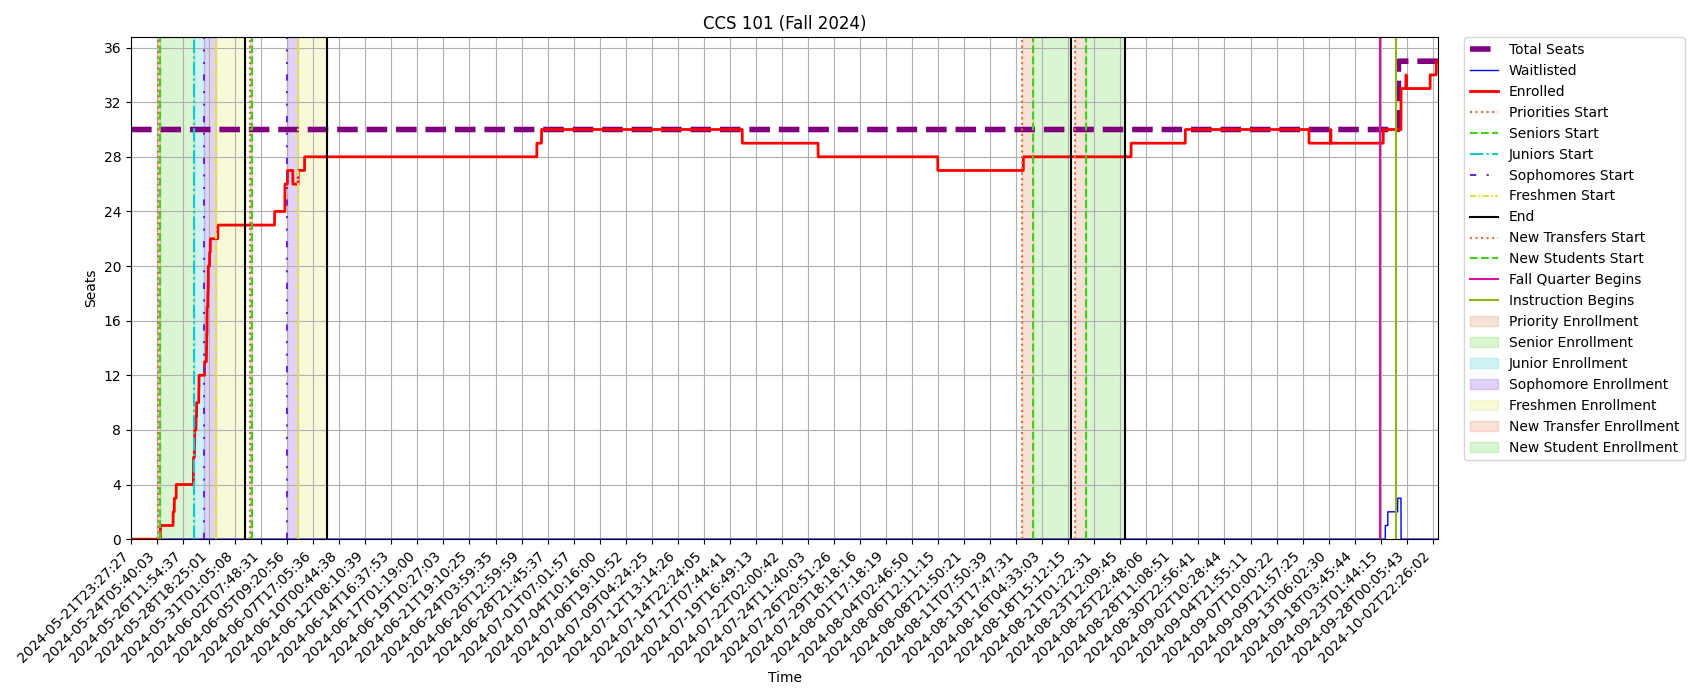 CCS 101 (Fall 2024)
Seats
36
32
28
24
20
16
12
8
4
0
2024-05-21T23:27:27
2024-05-24T05:40:03
2024-05-26T11:54:37
2024-05-28T18:25:01
2024-05-31T01:05:08
2024-06-02T07:48:31
2024-06-05T09:20:56
2024-06-07T17:05:36
2024-06-10T00:44:38
2024-06-12T08:10:39
2024-06-14T16:37:53
2024-06-17T01:19:00
2024-06-19T10:27:03
2024-06-21T19:10:25
2024-06-24T03:59:35
2024-06-26T12:59:59
2024-06-28T21:45:37
2024-07-01T07:01:57
2024-07-04T10:16:00
2024-07-06T19:10:52
2024-07-09T04:24:25
2024-07-12T13:14:26
2024-07-14T22:24:05
2024-07-17T07:44:41
2024-07-19T16:49:13
2024-07-22T02:00:42
2024-07-24T11:40:03
2024-07-26T20:51:26
2024-07-29T18:18:16
2024-08-01T17:18:19
2024-08-04T02:46:50
2024-08-06T12:11:15
2024-08-08T21:50:21
2024-08-11T07:50:39
2024-08-13T17:47:31
2024-08-16T04:33:03
2024-08-18T15:12:15
2024-08-21T01:22:31
2024-08-23T12:09:45
2024-08-25T22:48:06
2024-08-28T11:08:51
2024-08-30T22:56:41
2024-09-02T10:28:44
2024-09-04T21:55:11
2024-09-07T10:00:22
2024-09-09T21:57:25
2024-09-13T06:02:30
2024-09-18T03:45:44
2024-09-23T01:44:15
2024-09-28T00:05:43
2024-10-02T22:26:02
Time
Total Seats
Waitlisted
Enrolled
Priorities Start
Seniors Start
Juniors Start
Sophomores Start
Freshmen Start
End
New Transfers Start
New Students Start
Fall Quarter Begins
Instruction Begins
Priority Enrollment
Senior Enrollment
Junior Enrollment
Sophomore Enrollment
Freshmen Enrollment
New Transfer Enrollment
New Student Enrollment